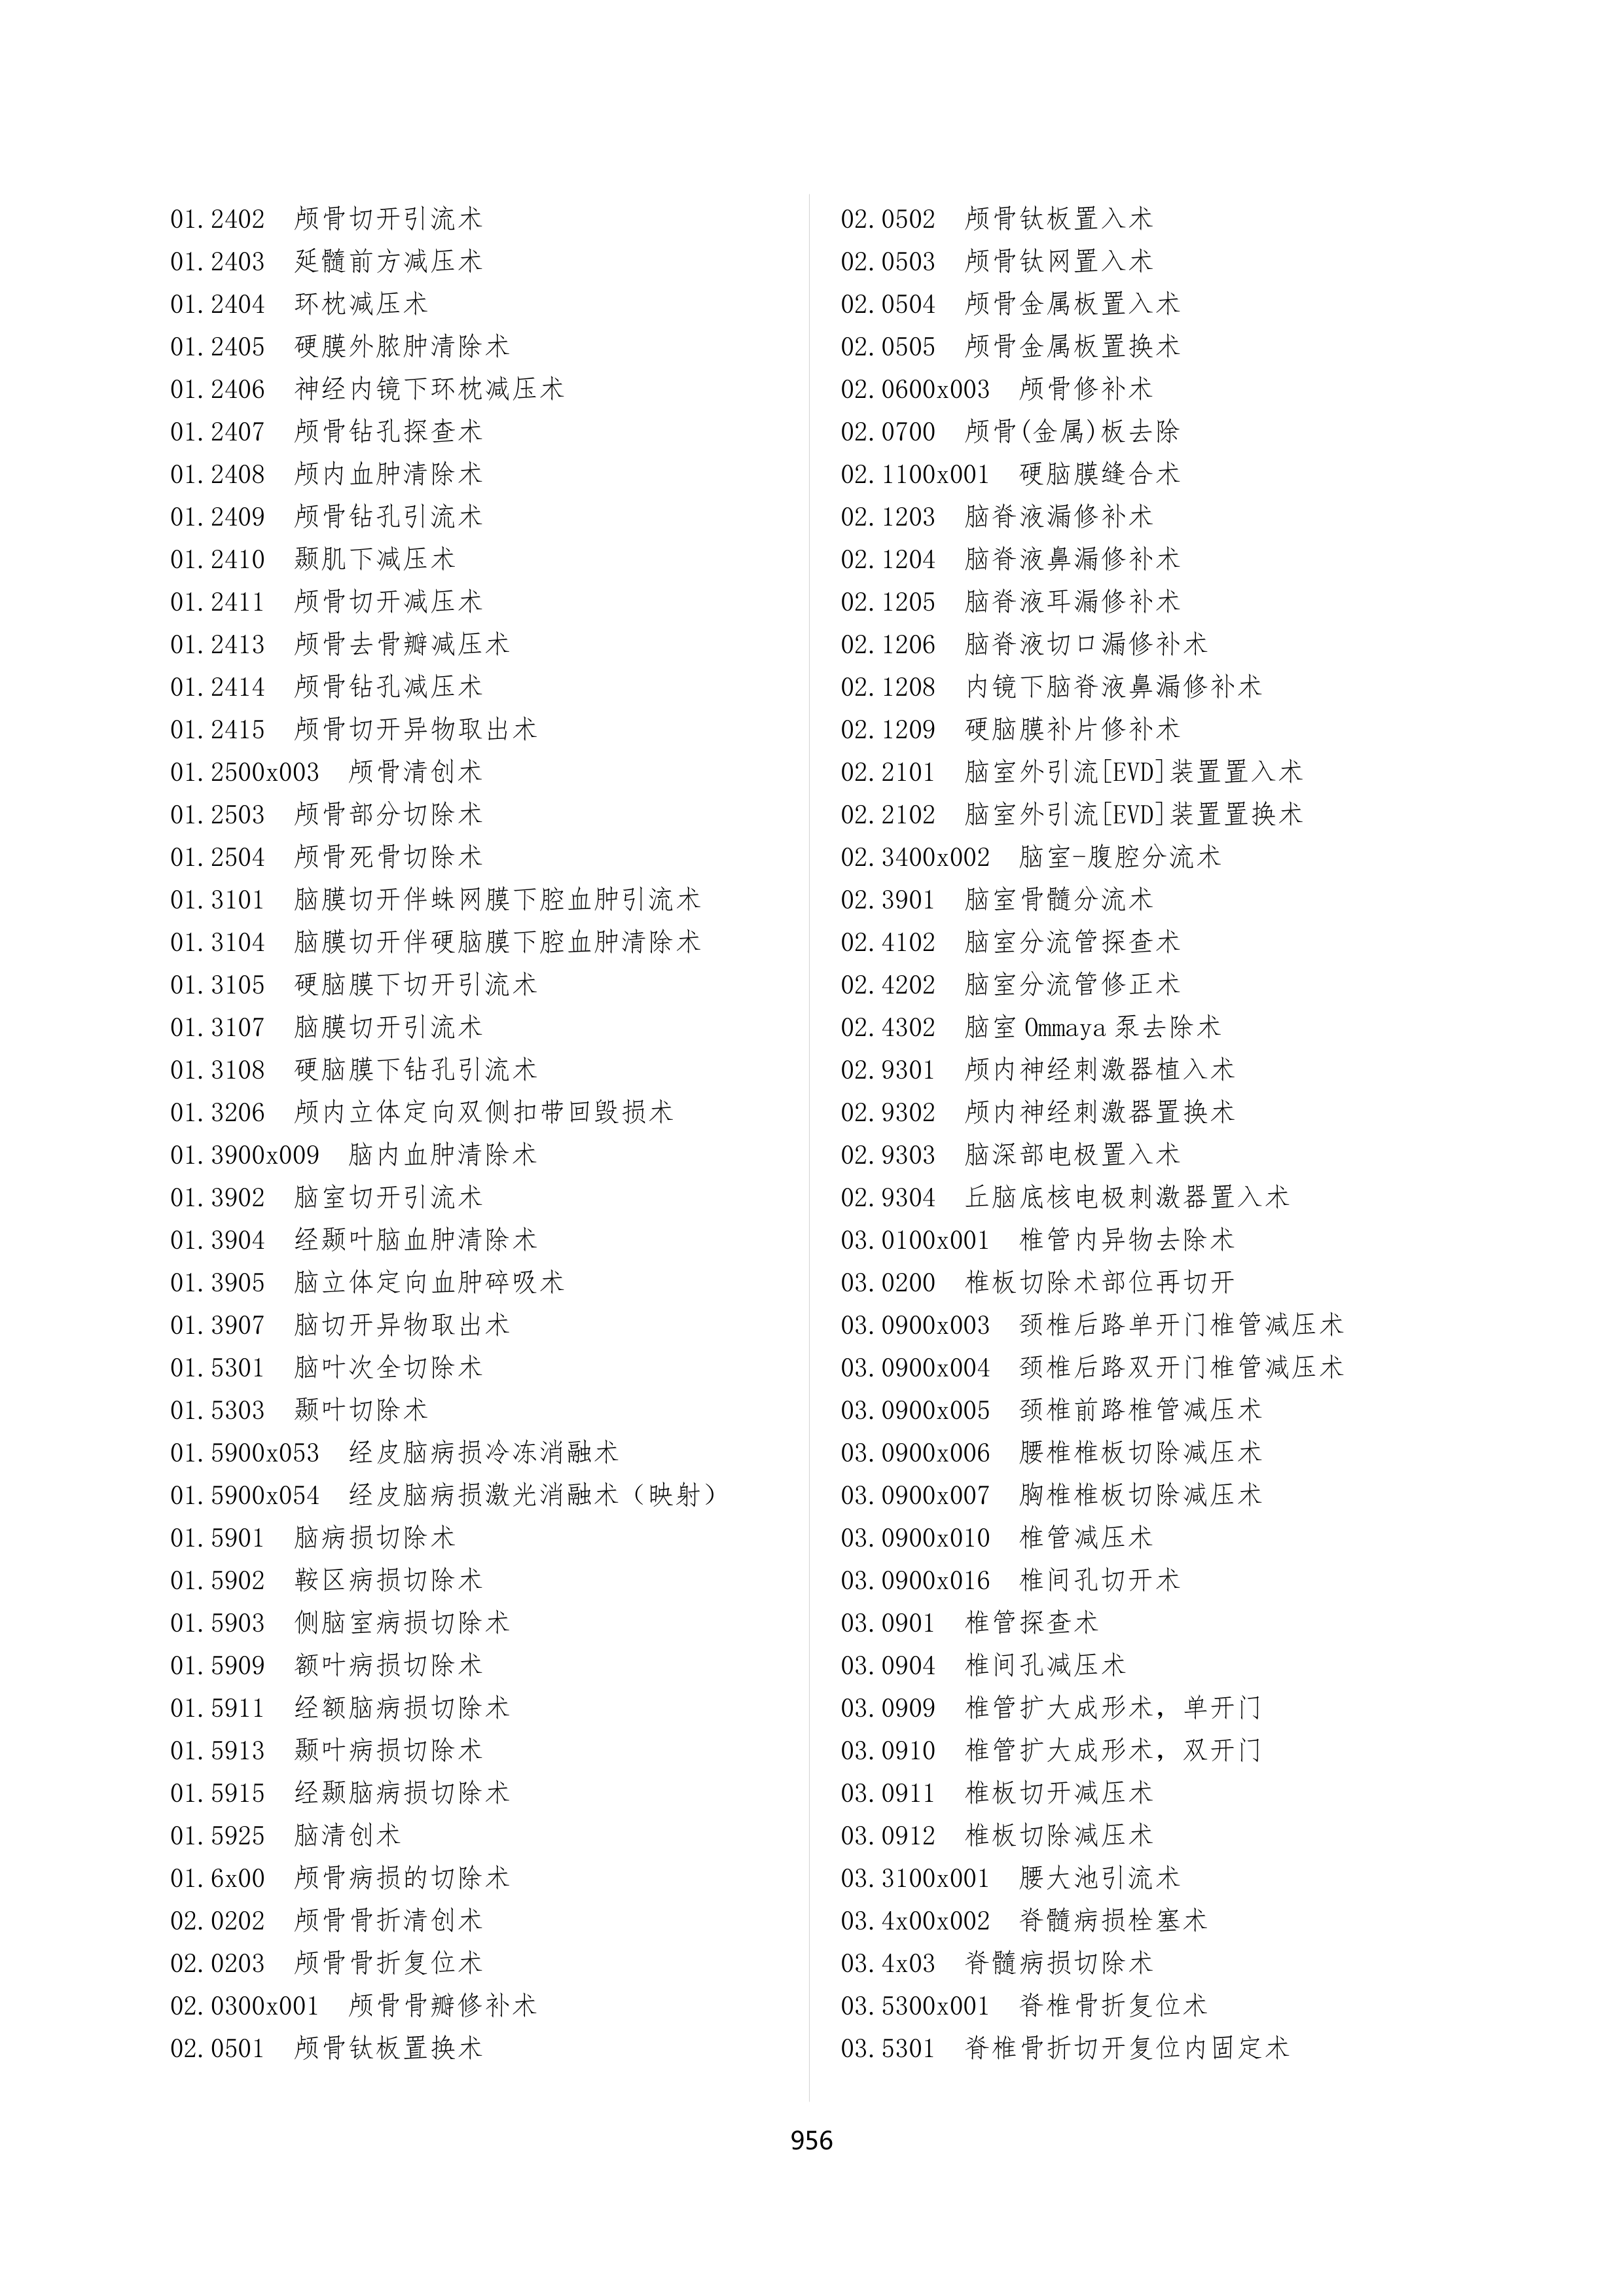 01.2402 颅骨切开引流术
01.2403 延髓前方减压术
01.2404 环枕减压术
01.2405 硬膜外脓肿清除术
01.2406 神经内镜下环枕减压术
01.2407 颅骨钻孔探查术
01.2408 颅内血肿清除术
01.2409 颅骨钻孔引流术
01.2410 颞肌下减压术
01.2411 颅骨切开减压术
01.2413 颅骨去骨瓣减压术
01.2414 颅骨钻孔减压术
01.2415 颅骨切开异物取出术
01.2500x003 颅骨清创术
01.2503 颅骨部分切除术
01.2504 颅骨死骨切除术
01.3101 脑膜切开伴蛛网膜下腔血肿引流术
01.3104 脑膜切开伴硬脑膜下腔血肿清除术
01.3105 硬脑膜下切开引流术
01.3107 脑膜切开引流术
01.3108 硬脑膜下钻孔引流术
01.3206 颅内立体定向双侧扣带回毁损术
01.3900x009 脑内血肿清除术
01.3902 脑室切开引流术
01.3904 经颞叶脑血肿清除术
01.3905 脑立体定向血肿碎吸术
01.3907 脑切开异物取出术
01.5301 脑叶次全切除术
01.5303 颞叶切除术
01.5900x053 经皮脑病损冷冻消融术
01.5900x054 经皮脑病损激光消融术（映射）
01.5901 脑病损切除术
01.5902 鞍区病损切除术
01.5903 侧脑室病损切除术
01.5909 额叶病损切除术
01.5911 经额脑病损切除术
01.5913 颞叶病损切除术
01.5915 经颞脑病损切除术
01.5925 脑清创术
01.6x00 颅骨病损的切除术
02.0202 颅骨骨折清创术
02.0203 颅骨骨折复位术
02.0300x001 颅骨骨瓣修补术
02.0501 颅骨钛板置换术
02.0502 颅骨钛板置入术
02.0503 颅骨钛网置入术
02.0504 颅骨金属板置入术
02.0505 颅骨金属板置换术
02.0600x003 颅骨修补术
02.0700 颅骨(金属)板去除
02.1100x001 硬脑膜缝合术
02.1203 脑脊液漏修补术
02.1204 脑脊液鼻漏修补术
02.1205 脑脊液耳漏修补术
02.1206 脑脊液切口漏修补术
02.1208 内镜下脑脊液鼻漏修补术
02.1209 硬脑膜补片修补术
02.2101 脑室外引流[EVD]装置置入术
02.2102 脑室外引流[EVD]装置置换术
02.3400x002 脑室-腹腔分流术
02.3901 脑室骨髓分流术
02.4102 脑室分流管探查术
02.4202 脑室分流管修正术
02.4302 脑室Ommaya泵去除术
02.9301 颅内神经刺激器植入术
02.9302 颅内神经刺激器置换术
02.9303 脑深部电极置入术
02.9304 丘脑底核电极刺激器置入术
03.0100x001 椎管内异物去除术
03.0200 椎板切除术部位再切开
03.0900x003 颈椎后路单开门椎管减压术
03.0900x004 颈椎后路双开门椎管减压术
03.0900x005 颈椎前路椎管减压术
03.0900x006 腰椎椎板切除减压术
03.0900x007 胸椎椎板切除减压术
03.0900x010 椎管减压术
03.0900x016 椎间孔切开术
03.0901 椎管探查术
03.0904 椎间孔减压术
03.0909 椎管扩大成形术，单开门
03.0910 椎管扩大成形术，双开门
03.0911 椎板切开减压术
03.0912 椎板切除减压术
03.3100x001 腰大池引流术
03.4x00x002 脊髓病损栓塞术
03.4x03 脊髓病损切除术
03.5300x001 脊椎骨折复位术
03.5301 脊椎骨折切开复位内固定术
956